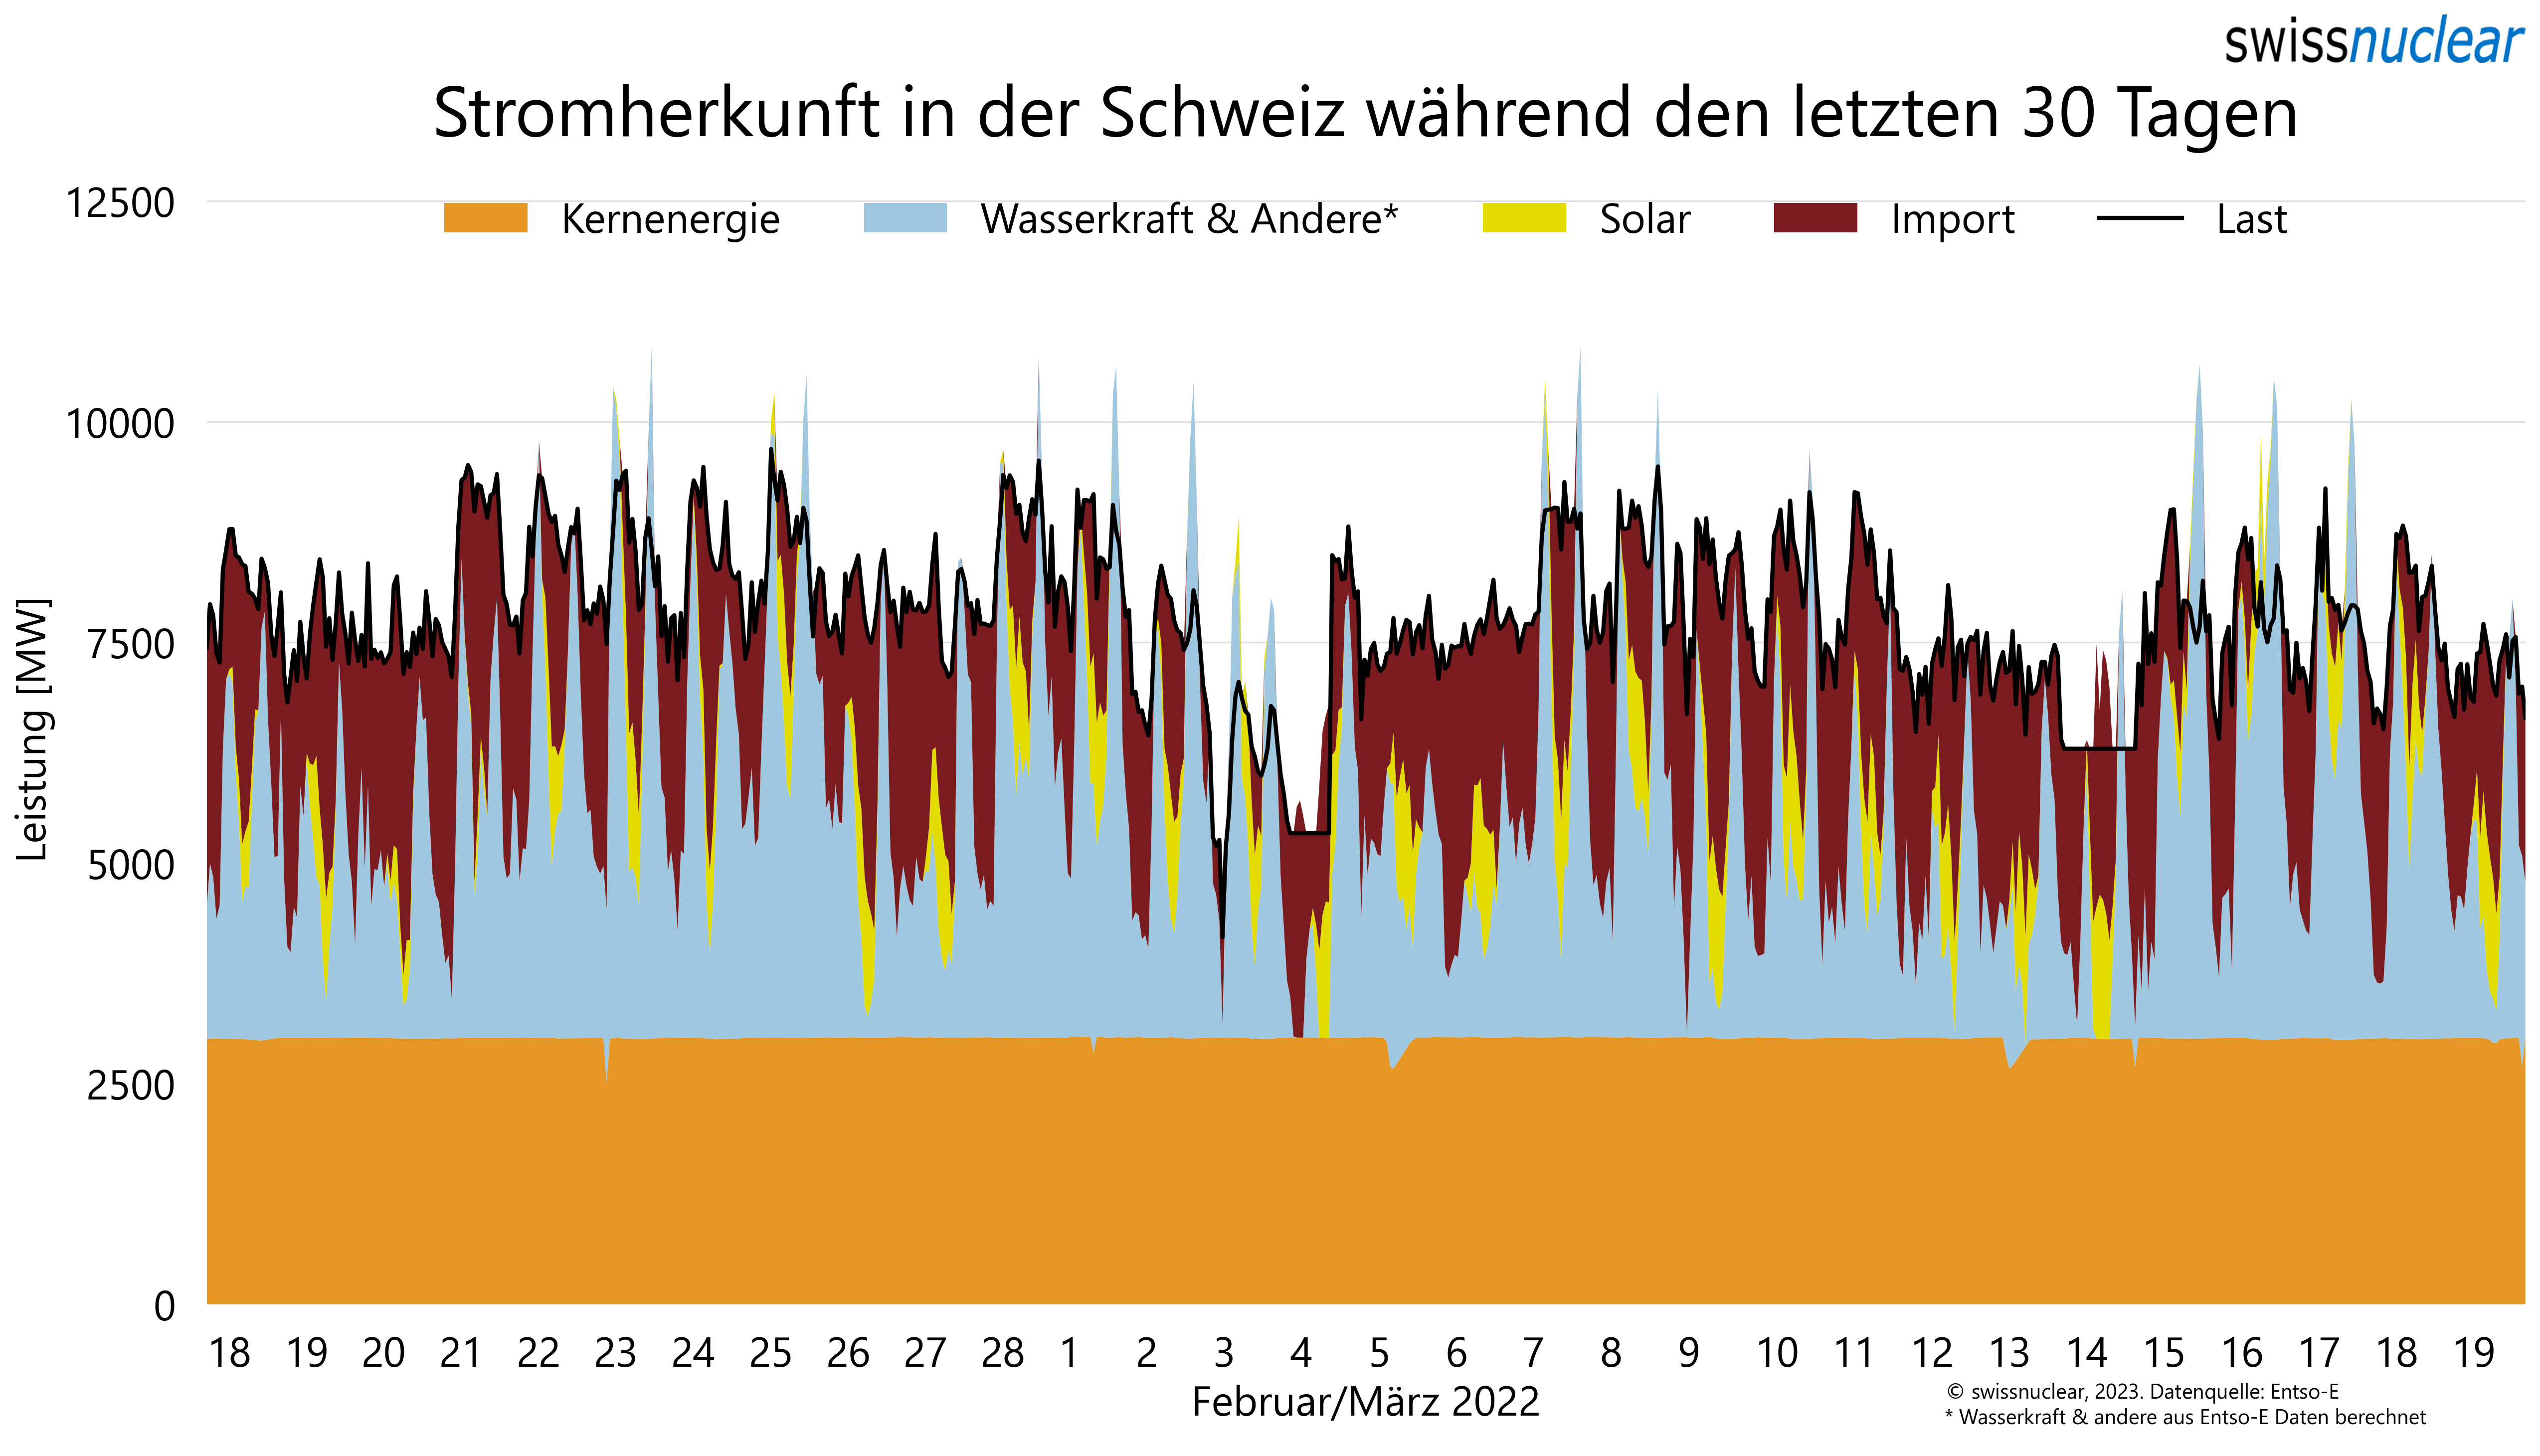 swissnuclear
Stromherkunft in der Schweiz während den letzten 30 Tagen
Kernenergie Wasserkraft & Andere* Solar Import Last
12500
10000
7500
5000
2500
0
Leistung [MW]
18 19 20 21 22 23 24 25 26 27 28 1 2 3 4 5 6 7 8 9 10 11 12 13 14 15 16 17 18 19
Februar/März 2022
© swissnuclear, 2023. Datenquelle: Entso-E
* Wasserkraft & andere aus Entso-E Daten berechnet